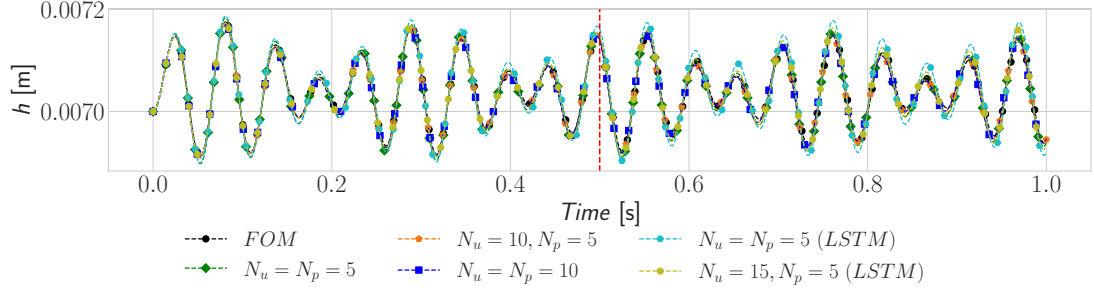 0.0072
0.0070
h [m]
0.0 0.2 0.4 0.6 0.8 1.0
Time [s]
FOM N_u = 10, N_p = 5 N_u = N_p = 5 (LSTM)
N_u = N_p = 5 N_u = N_p = 10 N_u = 15, N_p = 5 (LSTM)